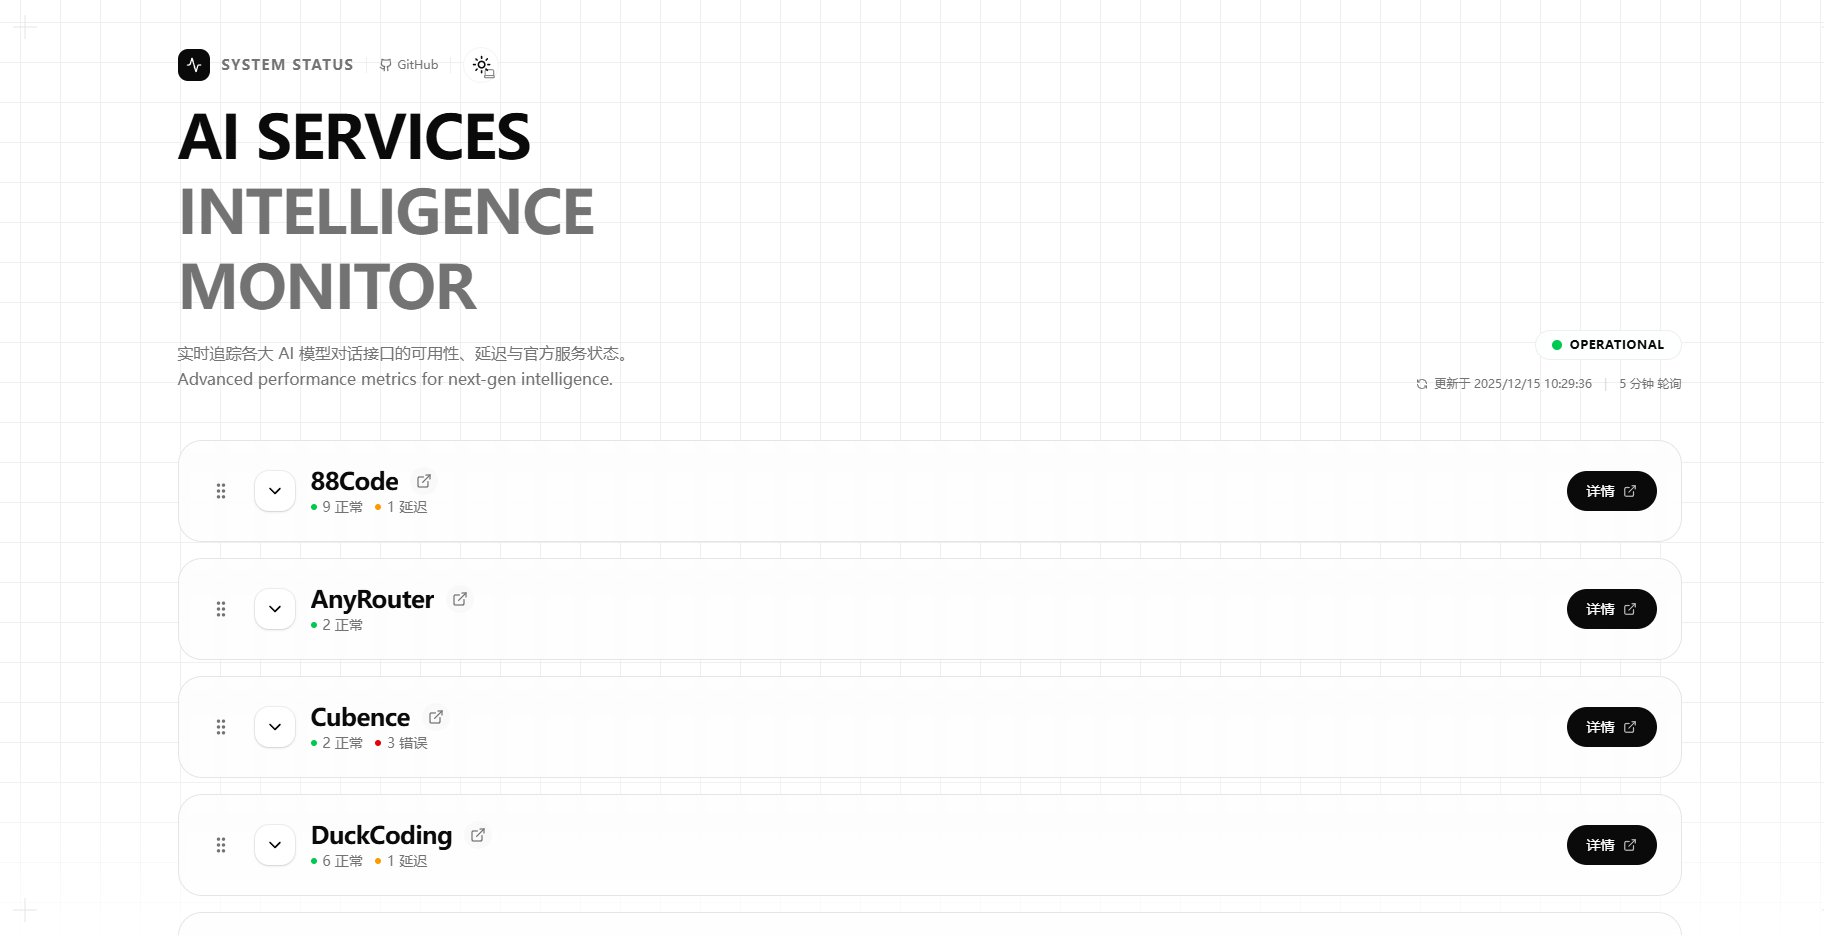 SYSTEM STATUS GitHub
AI SERVICES
INTELLIGENCE
MONITOR
实时追踪各大 AI 模型对话接口的可用性、延迟与官方服务状态。
Advanced performance metrics for next-gen intelligence.
OPERATIONAL
更新于 2025/12/15 10:29:36 | 5 分钟 轮询
88Code
9 正常 1 延迟
详情
AnyRouter
2 正常
详情
Cubence
2 正常 3 错误
详情
DuckCoding
6 正常 1 延迟
详情